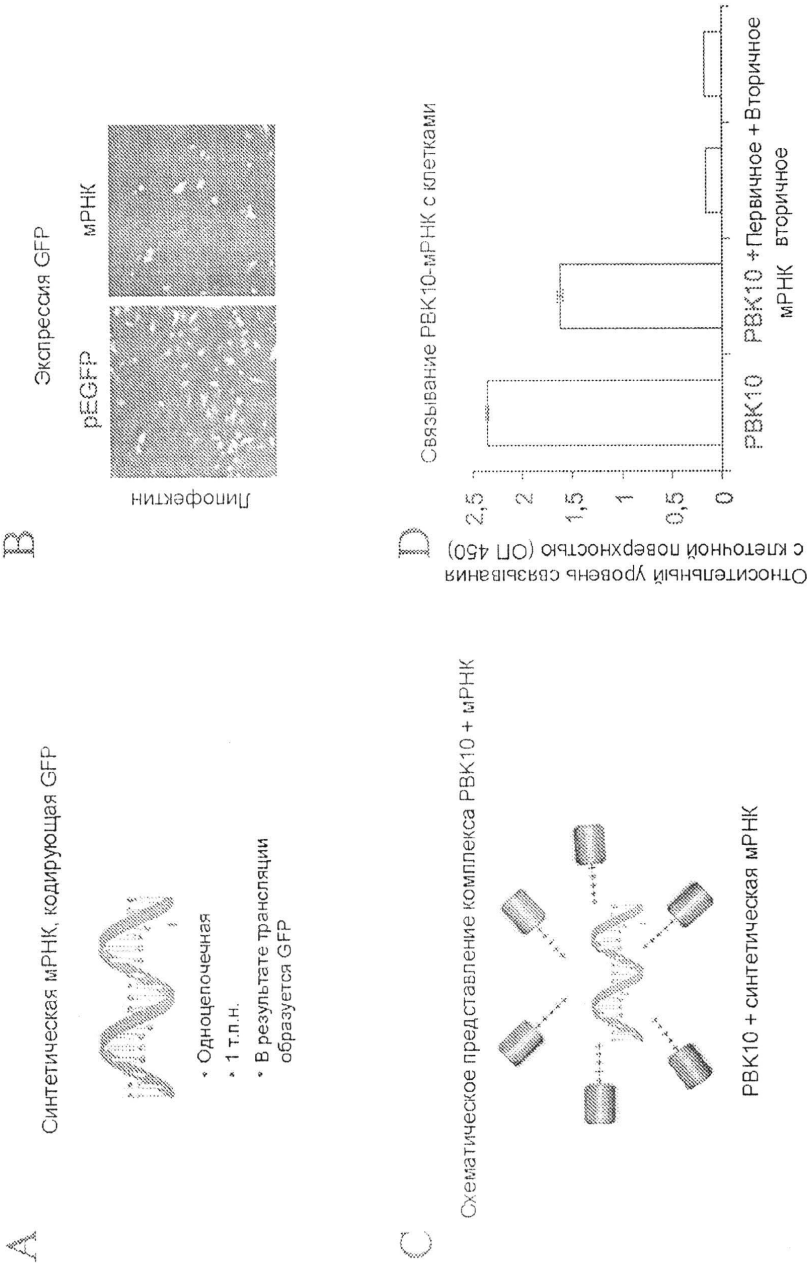 A
Синтетическая мРНК, кодирующая GFP
• Одноцепочечная
• 1 т.п.н.
• В результате трансляции
образуется GFP
B
Экспрессия GFP
pEGFP
мРНК
Липофектин
C
Схематическое представление комплекса PBK10 + мРНК
PBK10 + синтетическая мРНК
D
Связывание PBK10-мРНК с клетками
Относительный уровень связывания
с клеточной поверхностью (ОП 450)
2,5
2
1,5
1
0,5
0
PBK10
PBK10 +
мРНК
Первичное +
вторичное
Вторичное